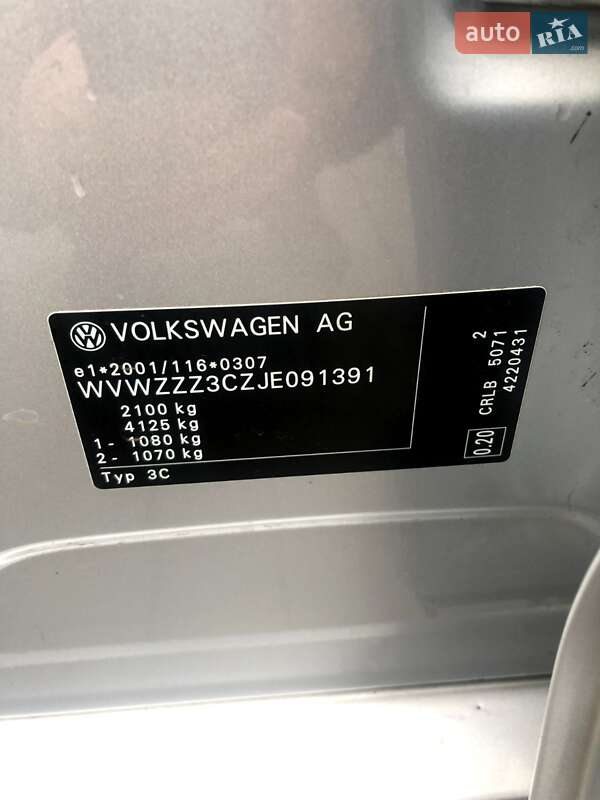 auto RIA.com
VOLKSWAGEN AG
e1*2001/116*0307
WVWZZZ3CZJE091391
2100 kg
4125 kg
1 - 1080 kg
2 - 1070 kg
Typ 3C
0.20 CRLB 5071 2
4220431